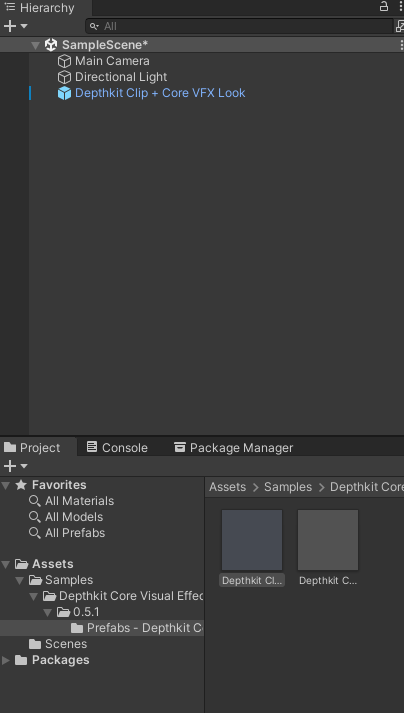 Hierarchy
All
SampleScene*
Main Camera
Directional Light
Depthkit Clip + Core VFX Look
Project
Console
Package Manager
Favorites
All Materials
All Models
All Prefabs
Assets
Samples
Depthkit Core Visual Effec
0.5.1
Prefabs - Depthkit Co
Scenes
Packages
Assets > Samples > Depthkit Core
Depthkit Cl...
Depthkit C...